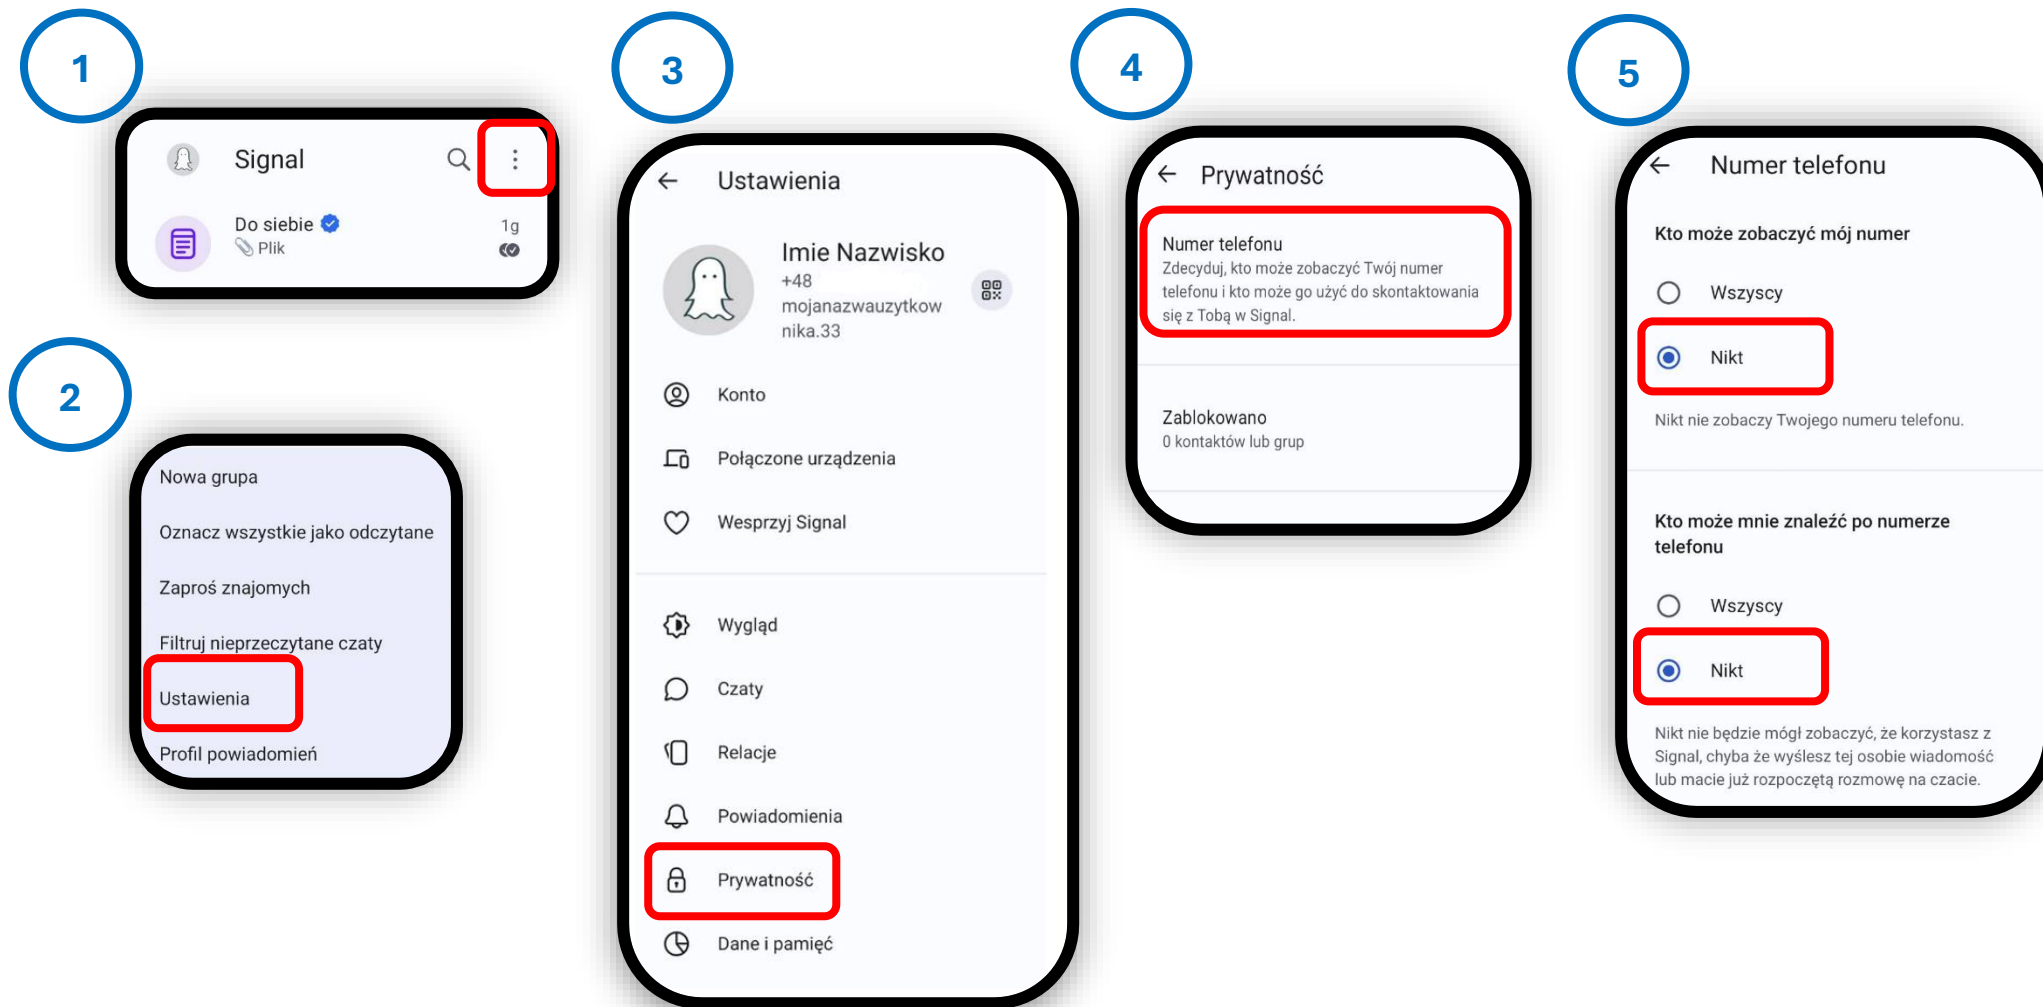 1
Signal
Do siebie
1g
Plik
2
Nowa grupa
Oznacz wszystkie jako odczytane
Zaproś znajomych
Filtruj nieprzeczytane czaty
Ustawienia
Profil powiadomień
3
Ustawienia
Imie Nazwisko
+48
mojanazwauzytkow
nika.33
Konto
Połączone urządzenia
Wesprzyj Signal
Wygląd
Czaty
Relacje
Powiadomienia
Prywatność
Dane i pamięć
4
Prywatność
Numer telefonu
Zdecyduj, kto może zobaczyć Twój numer
telefonu i kto może go użyć do skontaktowania
się z Tobą w Signal.
Zablokowano
0 kontaktów lub grup
5
Numer telefonu
Kto może zobaczyć mój numer
Wszyscy
Nikt
Nikt nie zobaczy Twojego numeru telefonu.
Kto może mnie znaleźć po numerze
telefonu
Wszyscy
Nikt
Nikt nie będzie mógł zobaczyć, że korzystasz z
Signal, chyba że wyślesz tej osobie wiadomość
lub macie już rozpoczętą rozmowę na czacie.